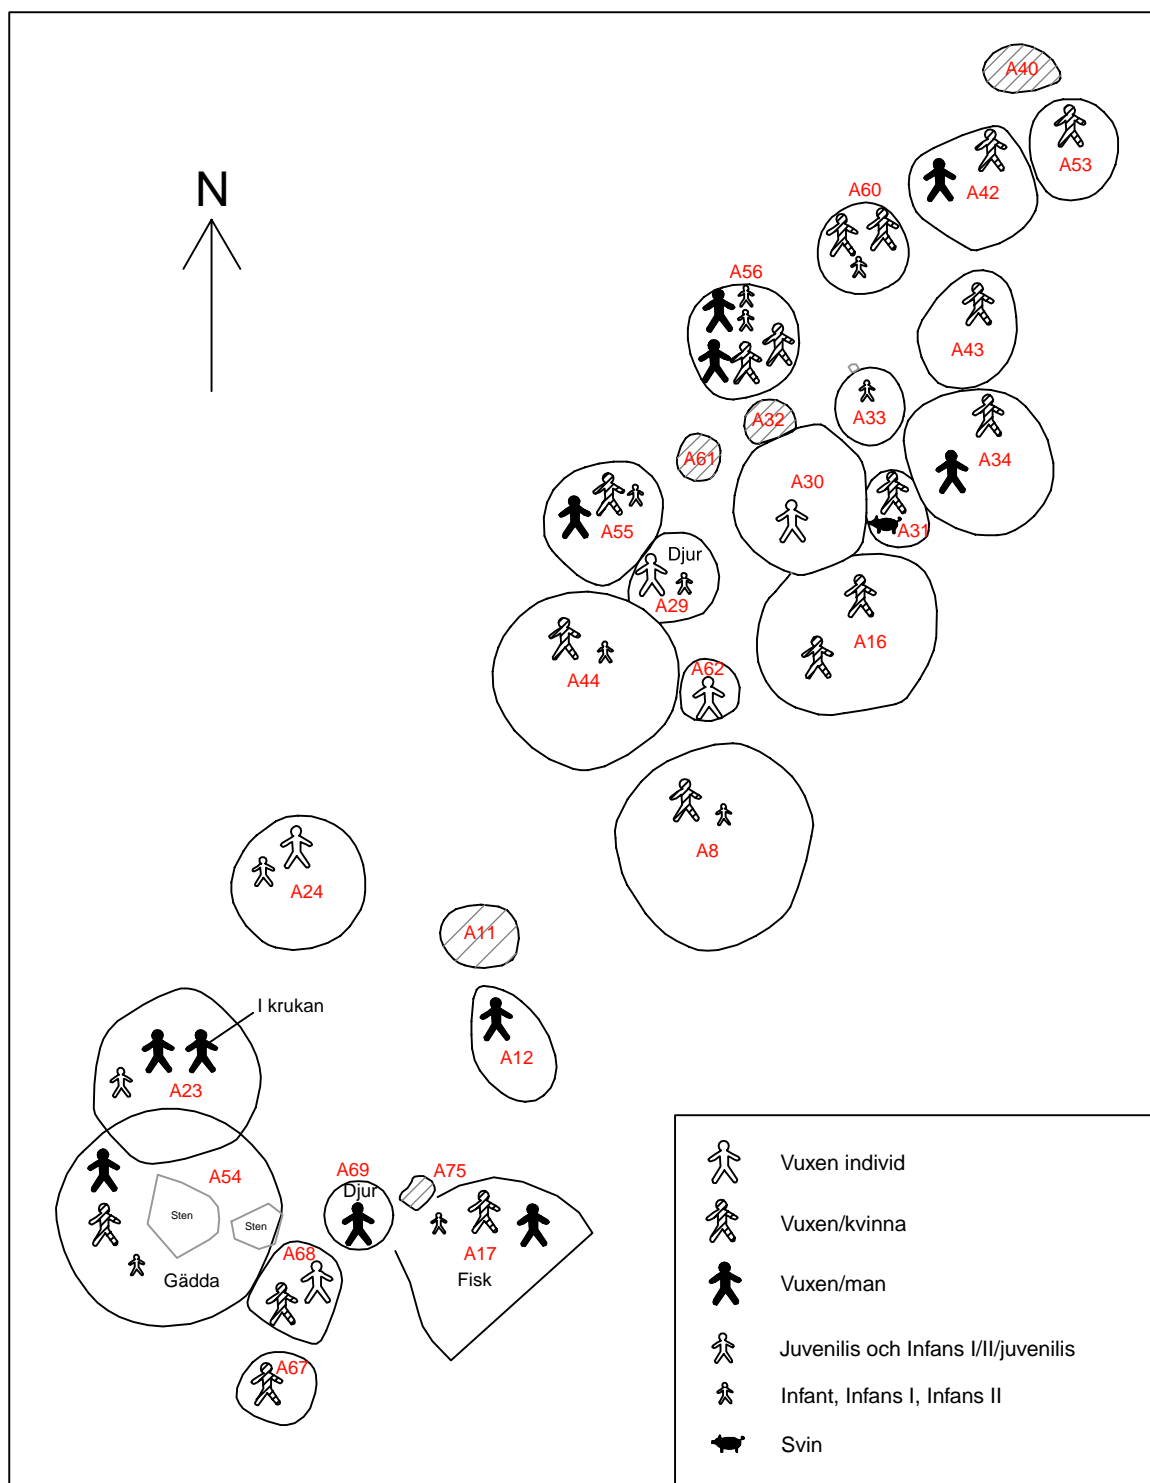 A40
A53
N
A42
A60
A56
A43
A33
A32
A34
A61
A30
A55
A31
Djur
A29
A16
A62
A44
A8
A24
A11
I krukan
A12
A23
A54
A69
A75
Djur
Sten
Sten
A68
A17
Gädda
Fisk
A67
Vuxen individ
Vuxen/kvinna
Vuxen/man
Juvenilis och Infans I/II/juvenilis
Infant, Infans I, Infans II
Svin